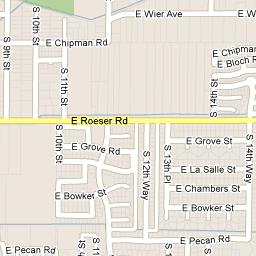 E Wier Ave
S 9th St
S 10th St
E Chipman Rd
S 11th St
E Chipman
E Bloch R
S 14th St
E Roeser Rd
S 10th St
E Grove Rd
E Grove St
S 12th Way
S 13th Pl
S 14th Way
E La Salle St
E Chambers St
E Bowker St
E Bowker St
E Pecan Rd
S 11th
E Pecan Rd